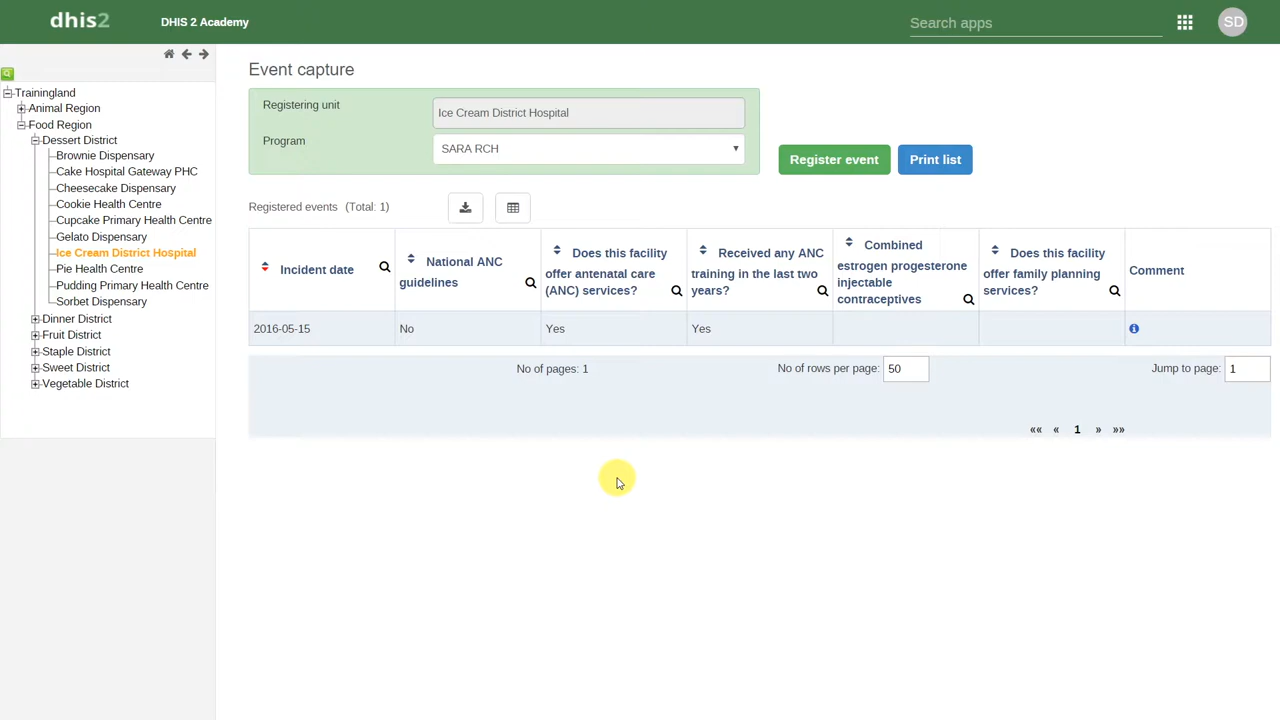 dhis2
DHIS 2 Academy
Search apps
SD
Trainingland
Animal Region
Food Region
Dessert District
Brownie Dispensary
Cake Hospital Gateway PHC
Cheesecake Dispensary
Cookie Health Centre
Cupcake Primary Health Centre
Gelato Dispensary
Ice Cream District Hospital
Pie Health Centre
Pudding Primary Health Centre
Sorbet Dispensary
Dinner District
Fruit District
Staple District
Sweet District
Vegetable District
Event capture
Registering unit
Ice Cream District Hospital
Program
SARA RCH
Register event
Print list
Registered events (Total: 1)
Incident date
National ANC
guidelines
Does this facility
offer antenatal care
(ANC) services?
Received any ANC
training in the last two
years?
Combined
estrogen progesterone
injectable
contraceptives
Does this facility
offer family planning
services?
Comment
2016-05-15
No
Yes
Yes
No of pages: 1
No of rows per page: 50
Jump to page: 1
«« « 1 » »»